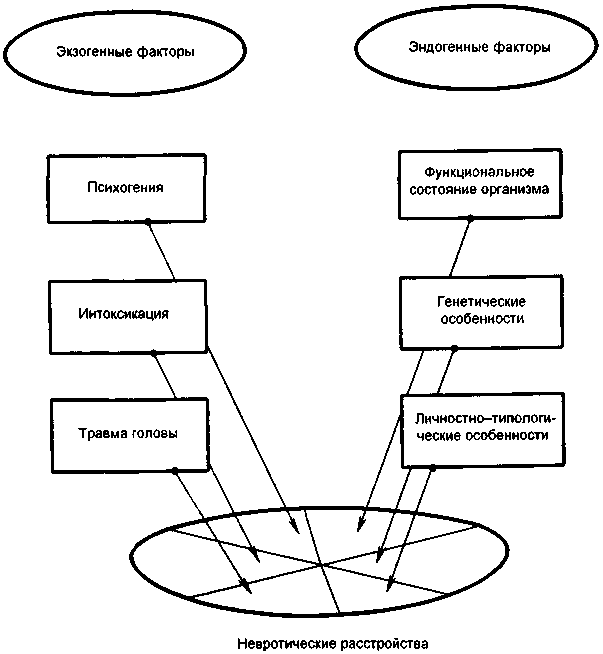 Экзогенные факторы
Эндогенные факторы
Психогения
Функциональное
состояние организма
Интоксикация
Генетические
особенности
Травма головы
Личностно–типологи-
ческие особенности
Невротические расстройства